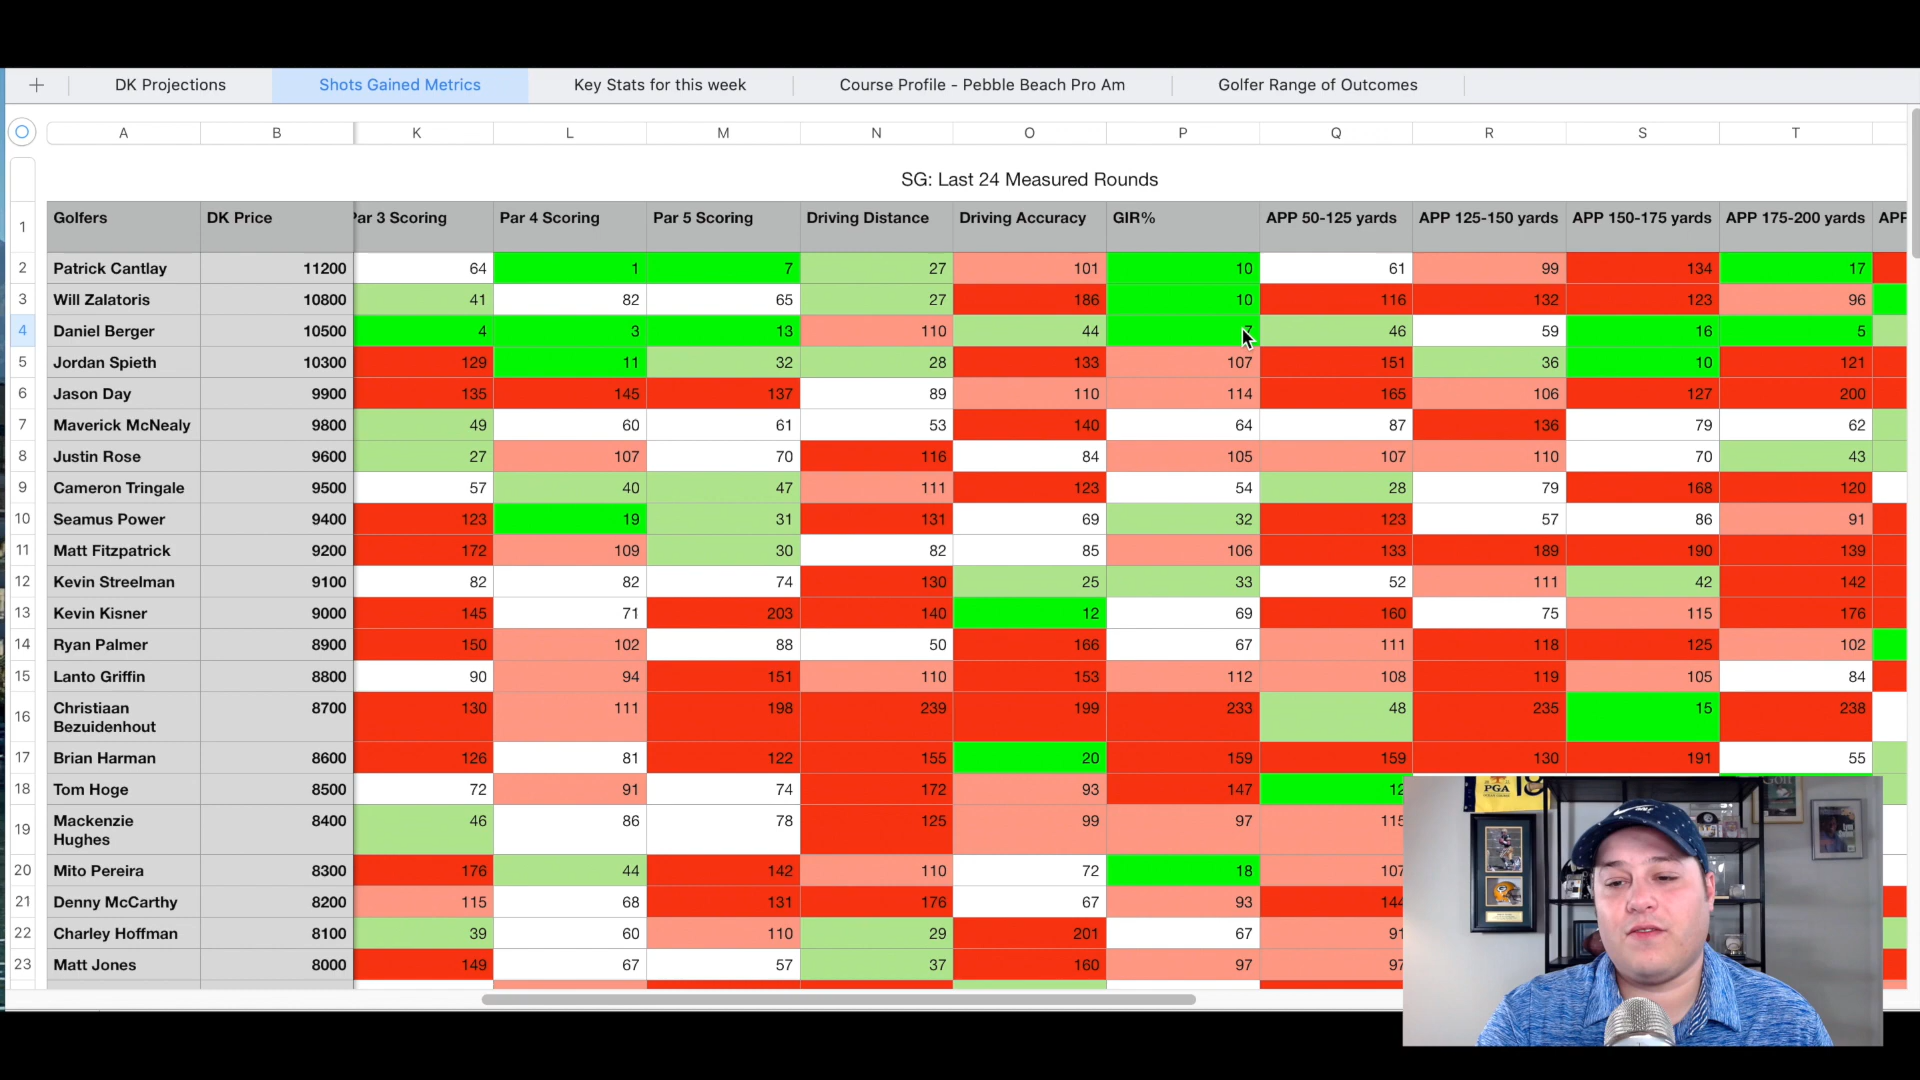 DK Projections Shots Gained Metrics Key Stats for this week Course Profile - Pebble Beach Pro Am Golfer Range of Outcomes
A B K L M N O P Q R S T
SG: Last 24 Measured Rounds
1 Golfers DK Price Par 3 Scoring Par 4 Scoring Par 5 Scoring Driving Distance Driving Accuracy GIR% APP 50-125 yards APP 125-150 yards APP 150-175 yards APP 175-200 yards APP
2 Patrick Cantlay 11200 64 1 7 27 101 10 61 99 134 17
3 Will Zalatoris 10800 41 82 65 27 186 10 116 132 123 96
4 Daniel Berger 10500 4 3 13 110 44 7 46 59 16 5
5 Jordan Spieth 10300 129 11 32 28 133 107 151 36 10 121
6 Jason Day 9900 135 145 137 89 110 114 165 106 127 200
7 Maverick McNealy 9800 49 60 61 53 140 64 87 136 79 62
8 Justin Rose 9600 27 107 70 116 84 105 107 110 70 43
9 Cameron Tringale 9500 57 40 47 111 123 54 28 79 168 120
10 Seamus Power 9400 123 19 31 131 69 32 123 57 86 91
11 Matt Fitzpatrick 9200 172 109 30 82 85 106 133 189 190 139
12 Kevin Streelman 9100 82 82 74 130 25 33 52 111 42 142
13 Kevin Kisner 9000 145 71 203 140 12 69 160 75 115 176
14 Ryan Palmer 8900 150 102 88 50 166 67 111 118 125 102
15 Lanto Griffin 8800 90 94 151 110 153 112 108 119 105 84
16 Christiaan 8700 130 111 198 239 199 233 48 235 15 238
Bezuidenhout
17 Brian Harman 8600 126 81 122 155 20 159 159 130 191 55
18 Tom Hoge 8500 72 91 74 172 93 147 12
19 Mackenzie 8400 46 86 78 125 99 97 115
Hughes
20 Mito Pereira 8300 176 44 142 110 72 18 107
21 Denny McCarthy 8200 115 68 131 176 67 93 144
22 Charley Hoffman 8100 39 60 110 29 201 67 91
23 Matt Jones 8000 149 67 57 37 160 97 97
PGA